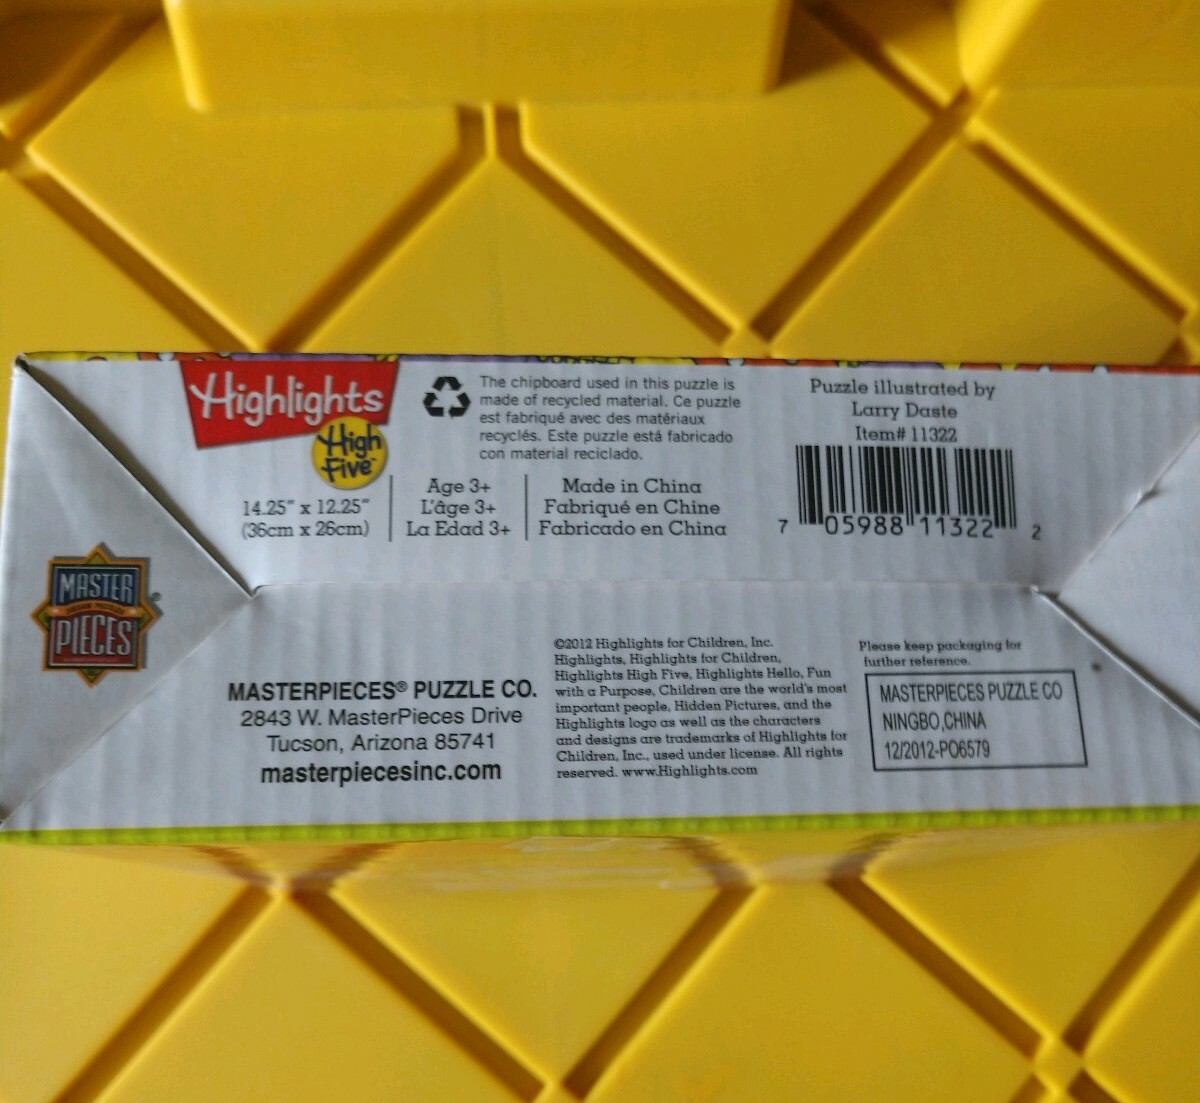 Highlights
High
Five™
14.25" x 12.25"
(36cm x 26cm)
The chipboard used in this puzzle is
made of recycled material. Ce puzzle
est fabriqué avec des matériaux
recyclés. Este puzzle está fabricado
con material reciclado.
Age 3+
L'âge 3+
La Edad 3+
Made in China
Fabriqué en Chine
Fabricado en China
Puzzle illustrated by
Larry Daste
Item# 11322
7 05988 11322 2
MASTER
PIECES
®
MASTERPIECES® PUZZLE CO.
2843 W. MasterPieces Drive
Tucson, Arizona 85741
masterpiecesinc.com
©2012 Highlights for Children, Inc.
Highlights, Highlights for Children,
Highlights High Five, Highlights Hello, Fun
with a Purpose, Children are the world's most
important people, Hidden Pictures, and the
Highlights logo as well as the characters
and designs are trademarks of Highlights for
Children, Inc., used under license. All rights
reserved. www.Highlights.com
Please keep packaging for
further reference.
MASTERPIECES PUZZLE CO
NINGBO,CHINA
12/2012-PO6579